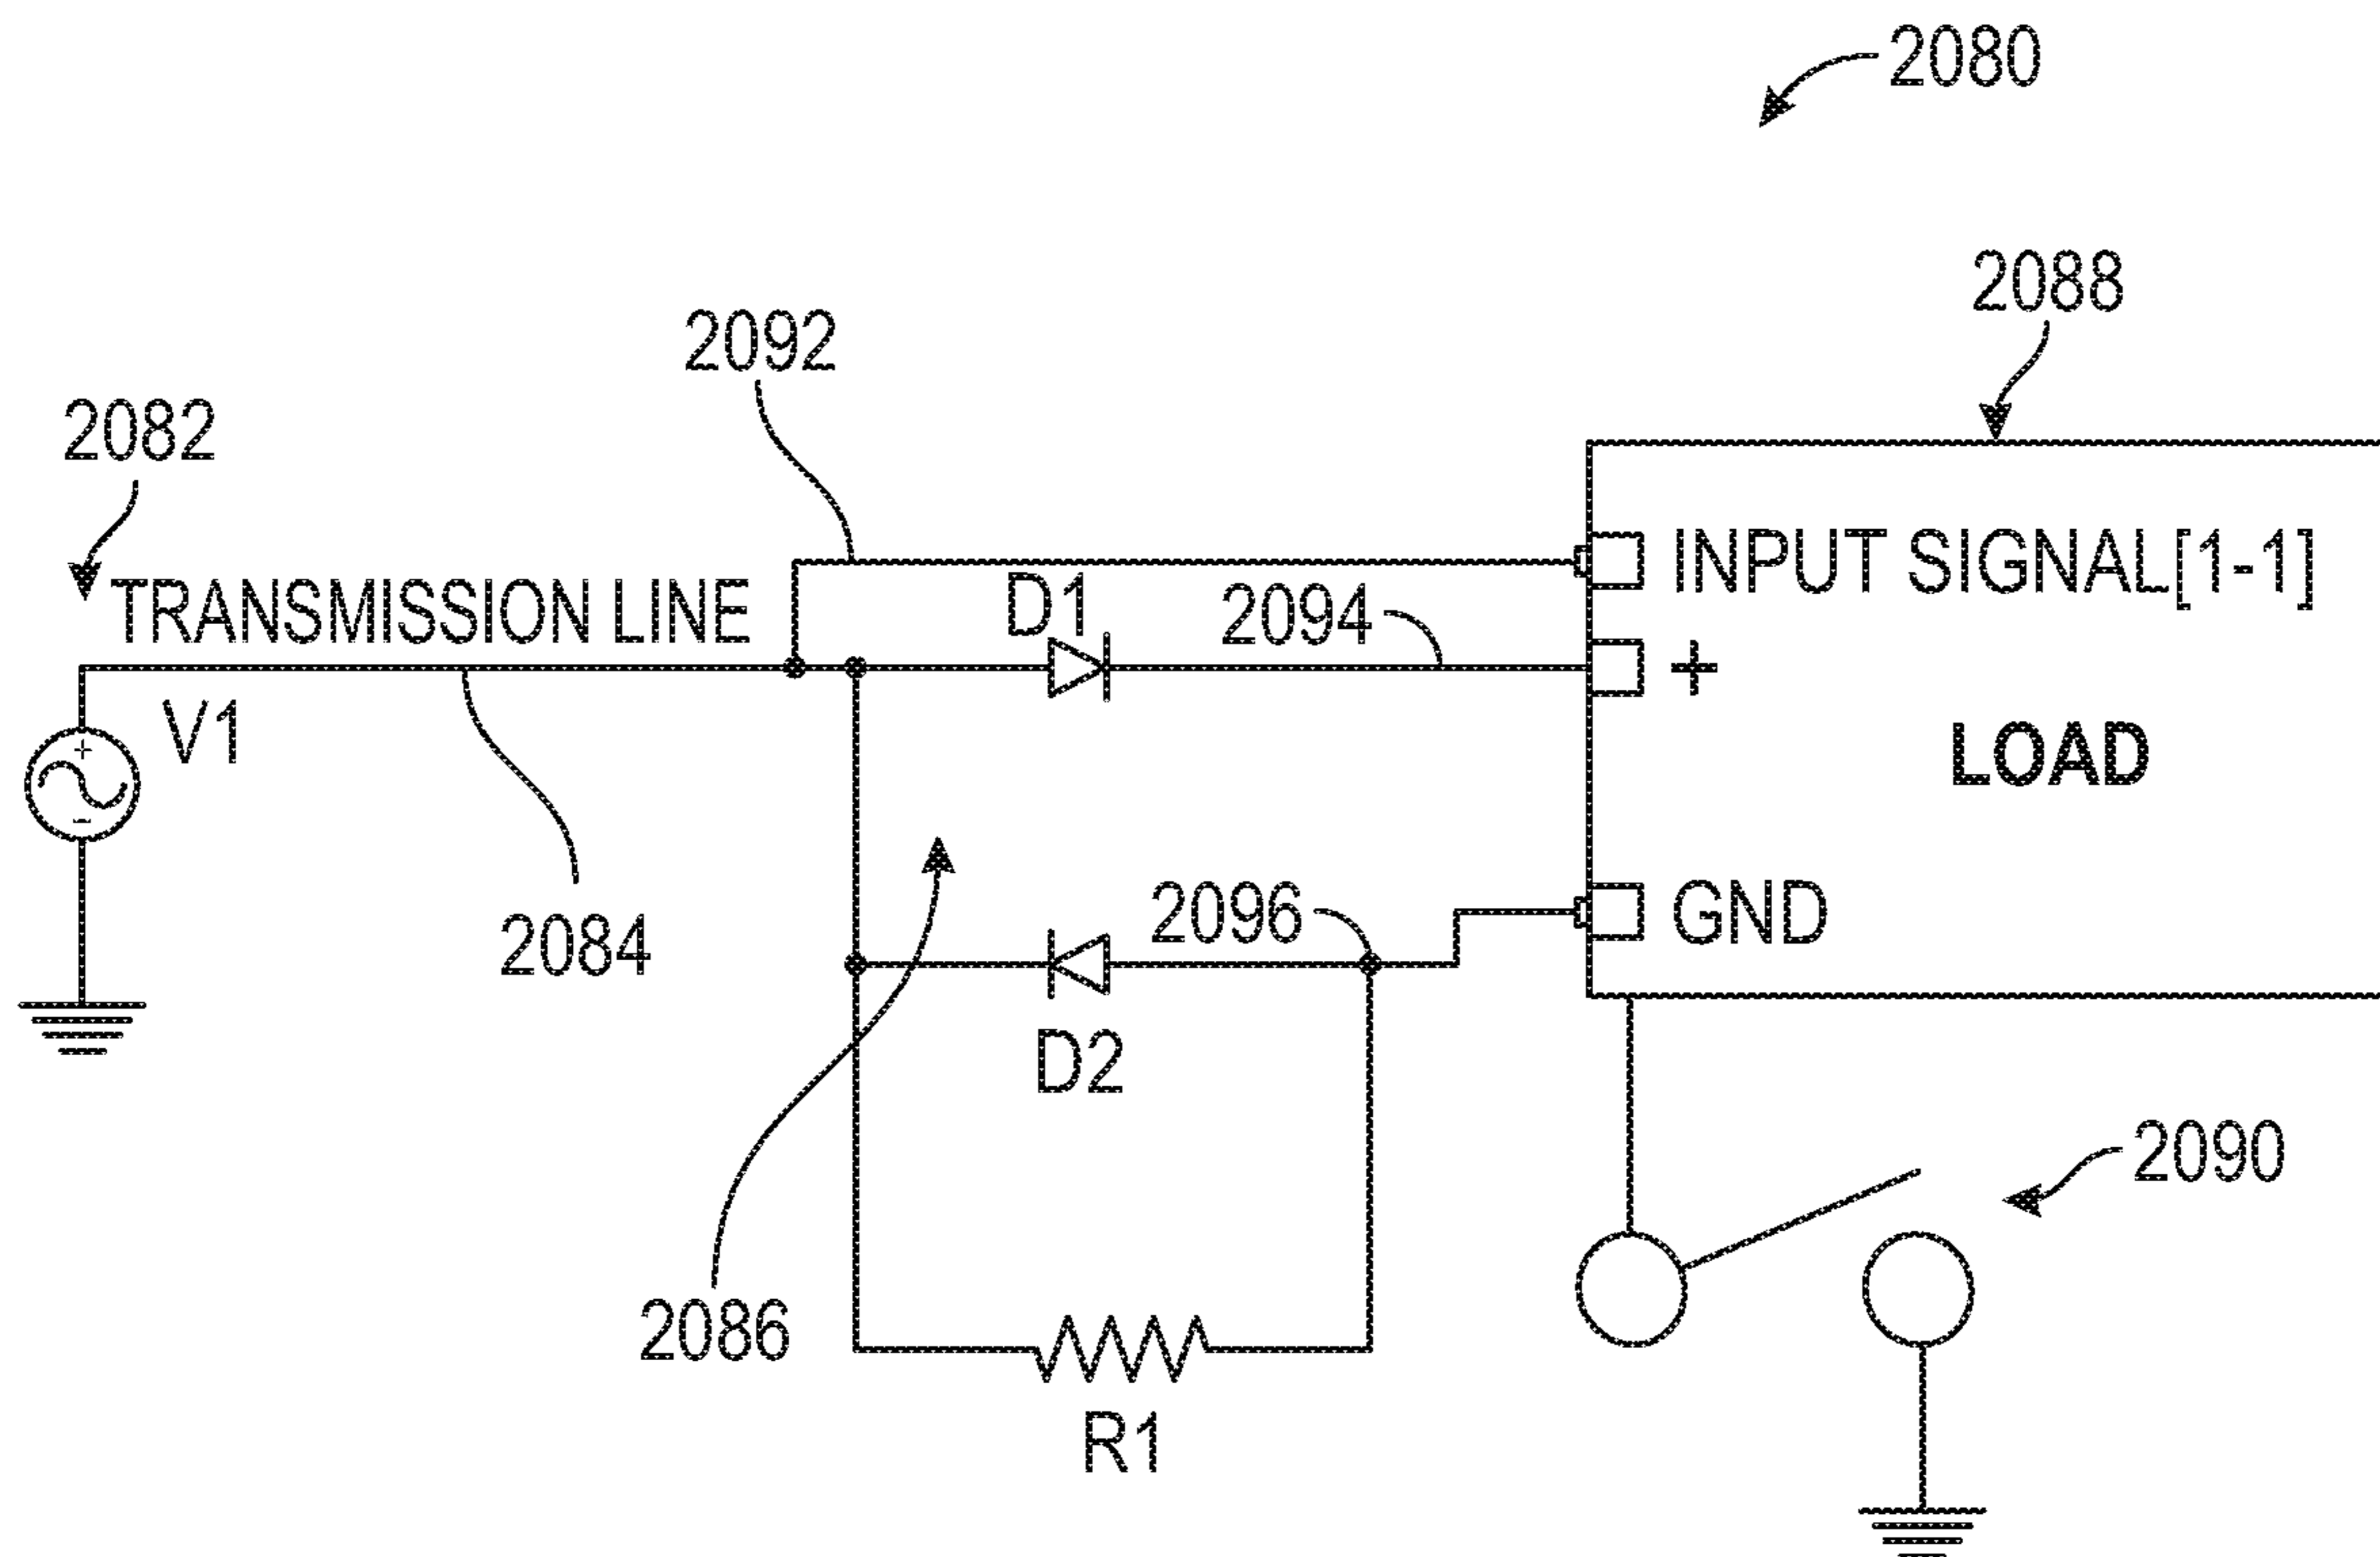 2080
2088
2092
2082
INPUT SIGNAL[1-1]
D1
2094
TRANSMISSION LINE
+
V1
+
-
LOAD
2096
GND
2084
D2
2090
2086
R1